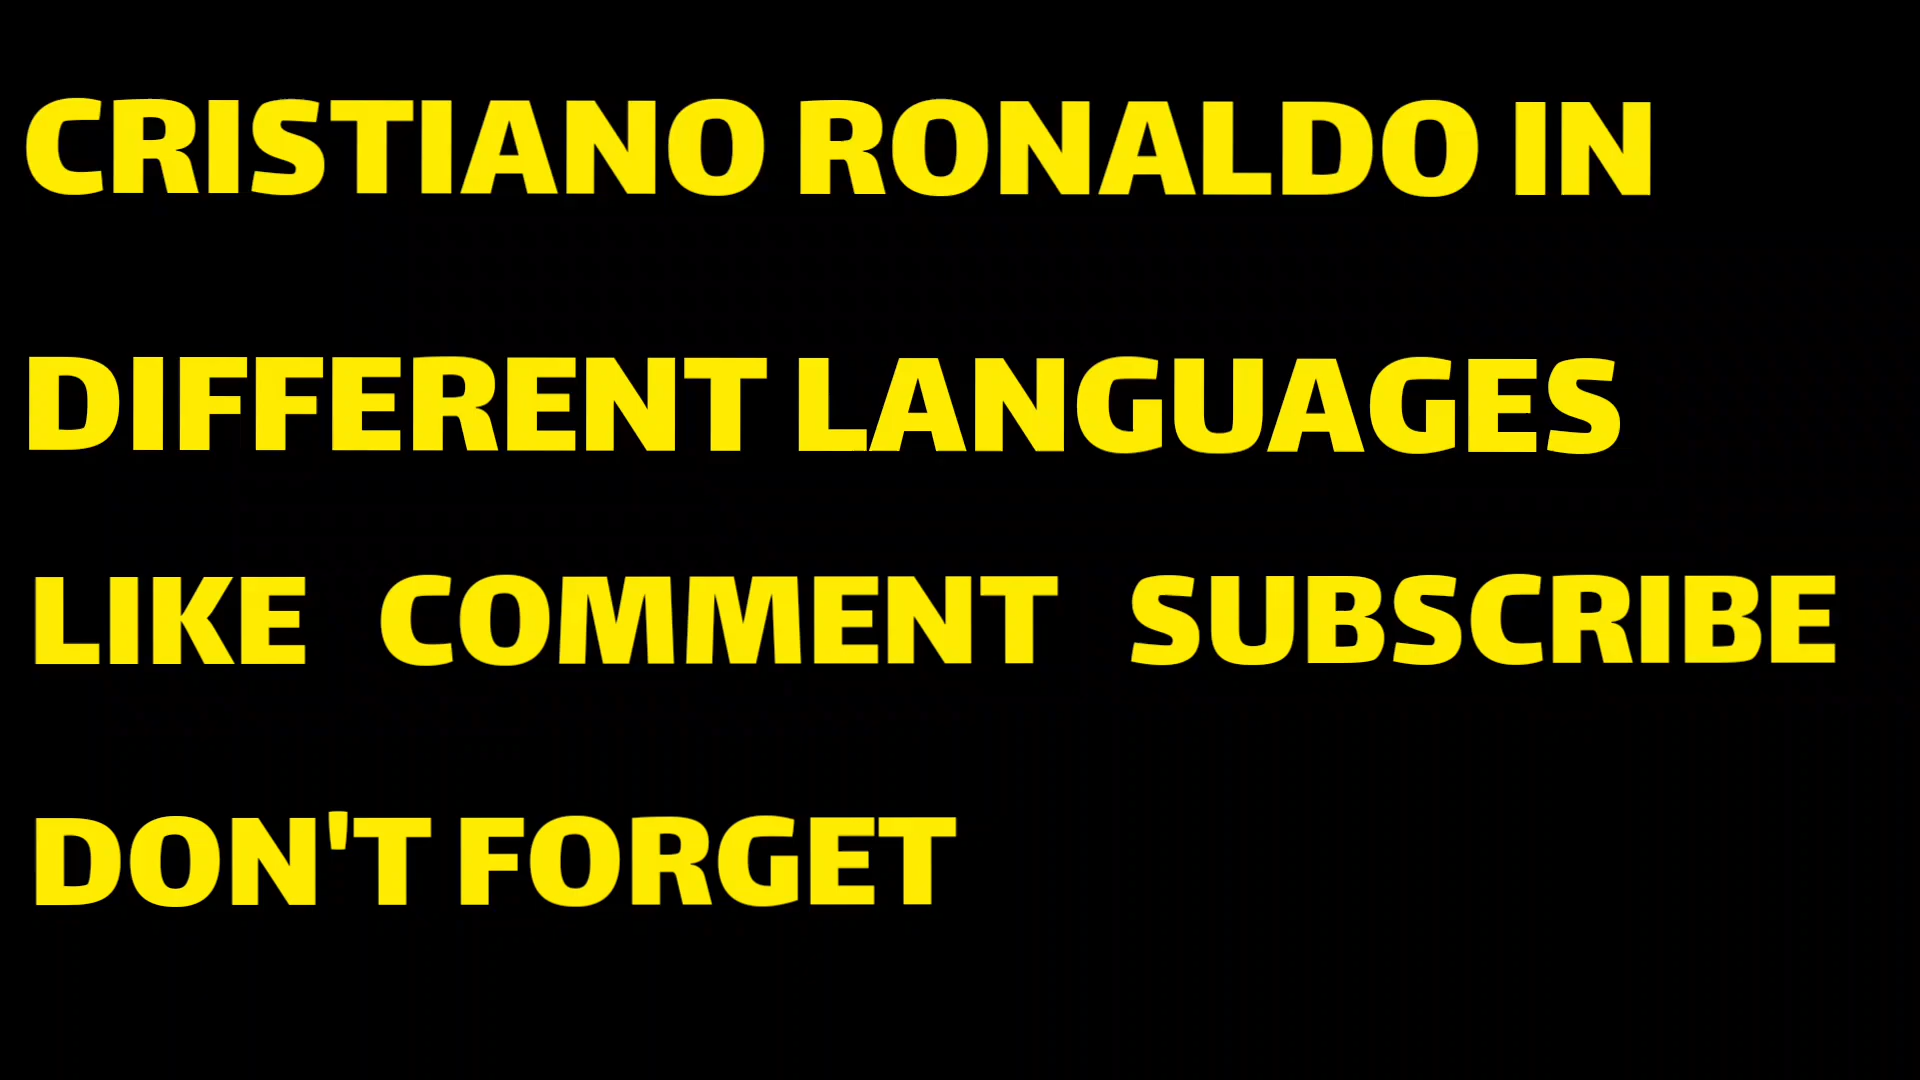 CRISTIANO RONALDO IN
DIFFERENT LANGUAGES
LIKE COMMENT SUBSCRIBE
DON'T FORGET